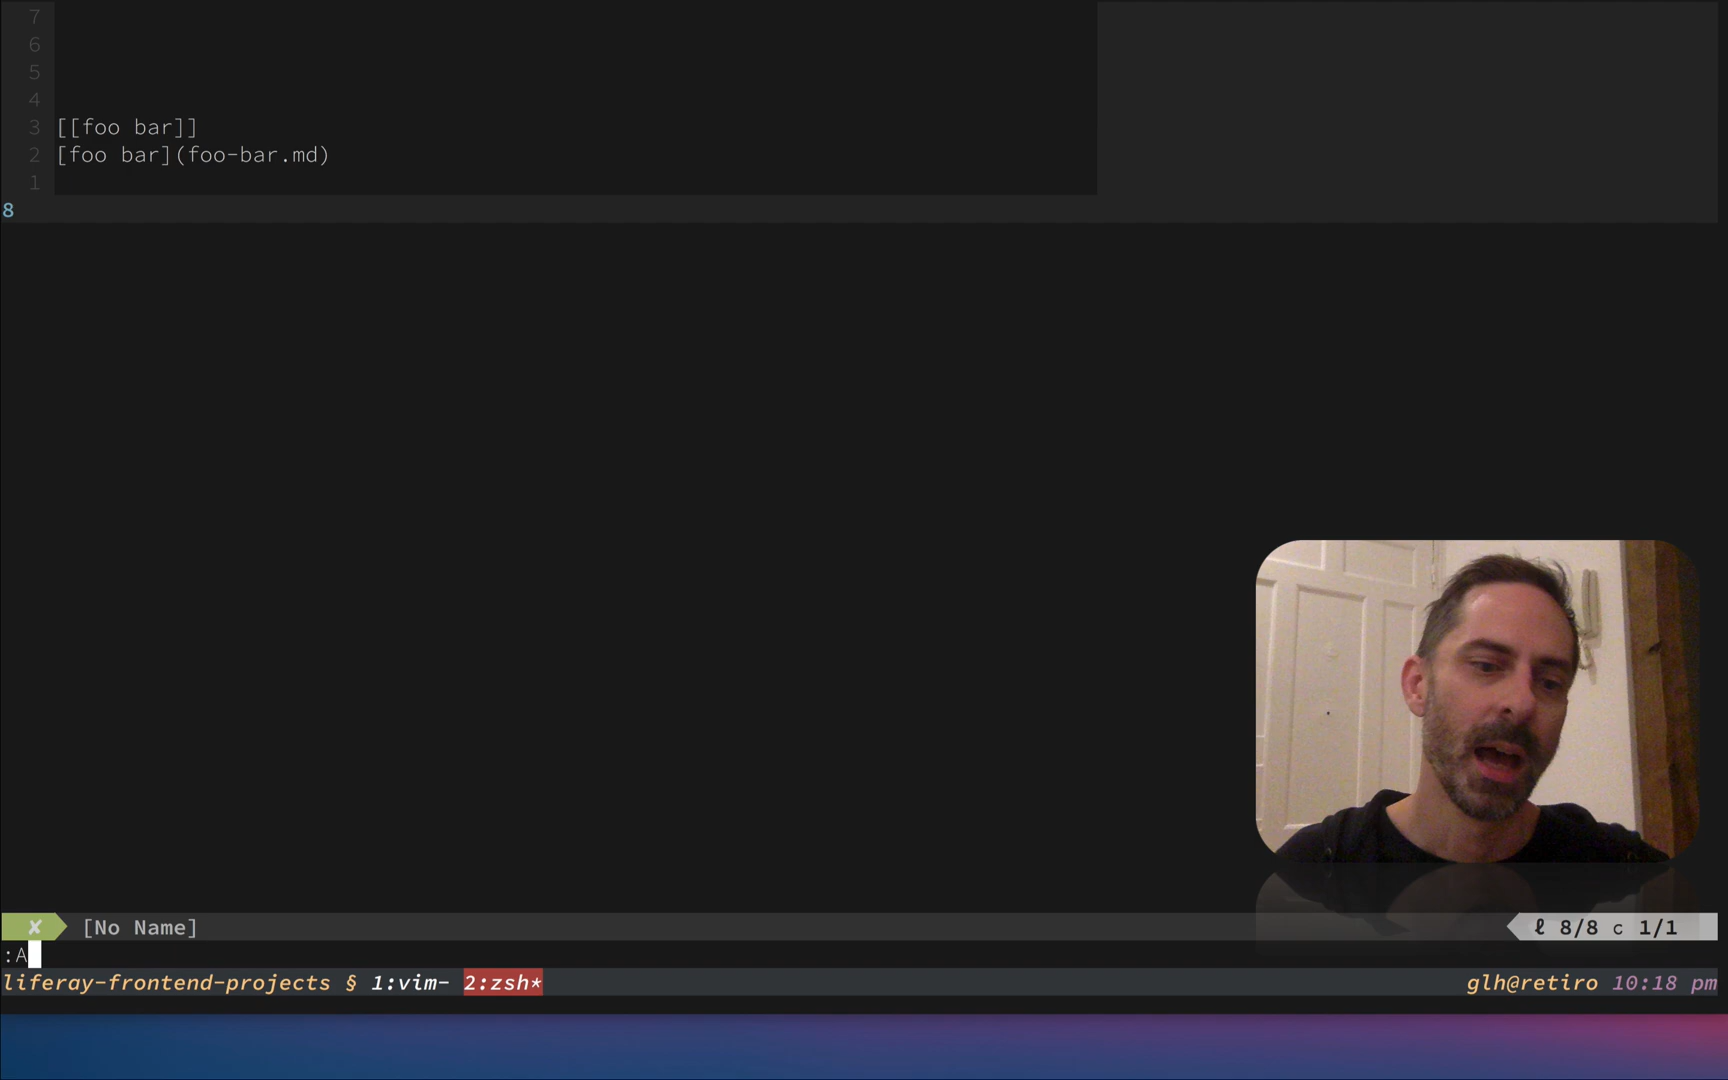 7
6
5
4
3 [[foo bar]]
2 [foo bar](foo-bar.md)
1
8
✘ [No Name] ℓ 8/8 c 1/1
:A
liferay-frontend-projects § 1:vim- 2:zsh* glh@retiro 10:18 pm